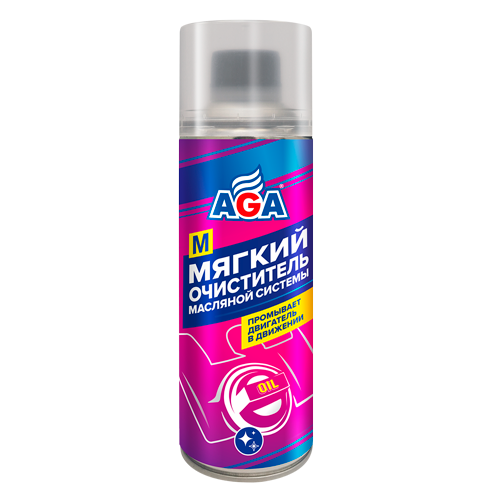 AGA®
M
МЯГКИЙ
ОЧИСТИТЕЛЬ
МАСЛЯНОЙ СИСТЕМЫ
ПРОМЫВАЕТ
ДВИГАТЕЛЬ
В ДВИЖЕНИИ
OIL